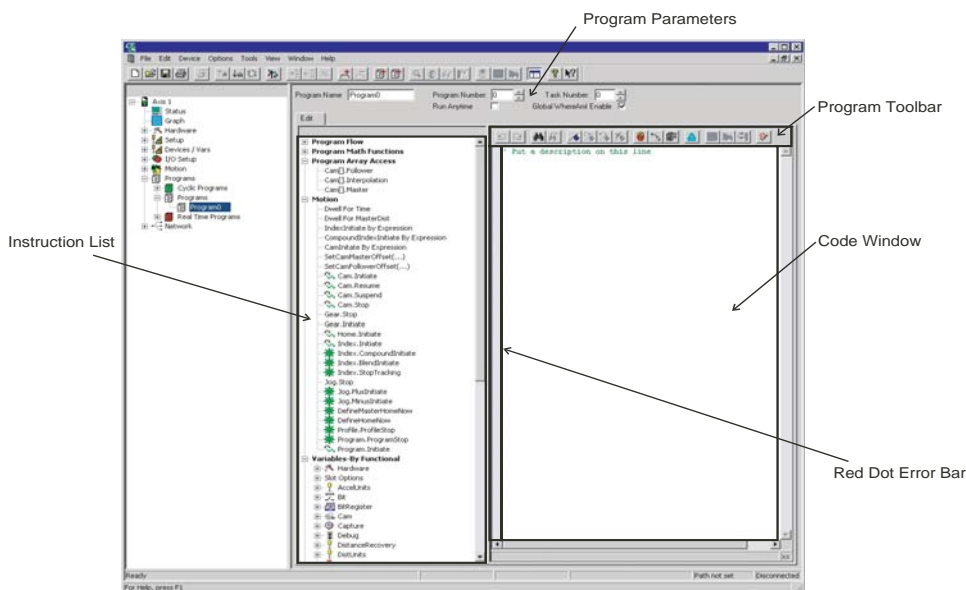 Program Parameters
File Edit Device Options Tools View Window Help
Program Name Program0 Program Number: 0 Task Number: 0
Run Anytime Global WhereAmI Enable
Edit
Program Toolbar
Axis 1
Status
Graph
Hardware
Setup
Devices / Vars
I/O Setup
Motion
Programs
Cyclic Programs
Programs
Program0
Real Time Programs
Network
Instruction List
Program Flow
Program Math Functions
Program Array Access
Cam[].Follower
Cam[].Interpolation
Cam[].Master
Motion
Dwell For Time
Dwell For MasterDist
IndexInitiate by Expression
CompoundIndexInitiate By Expression
CamInitiate By Expression
SetCamMasterOffset(...)
SetCamFollowerOffset(...)
Cam.Initiate
Cam.Resume
Cam.Suspend
Cam.Stop
Gear.Stop
Gear.Initiate
Home.Initiate
Index.Initiate
Index.CompoundInitiate
Index.BlendInitiate
Index.StopTracking
Jog.Stop
Jog.PlusInitiate
Jog.MinusInitiate
DefineMasterHomeNow
DefineHomeNow
Profile.ProfileStop
Program.ProgramStop
Program.Initiate
Variables-By Functional
Hardware
Slot Options
AccelUnits
Bit
BitRegister
Cam
Capture
Debug
DistanceRecovery
DistUnits
' Put a description on this line
Code Window
Red Dot Error Bar
Ready
Path not set Disconnected
For Help, press F1